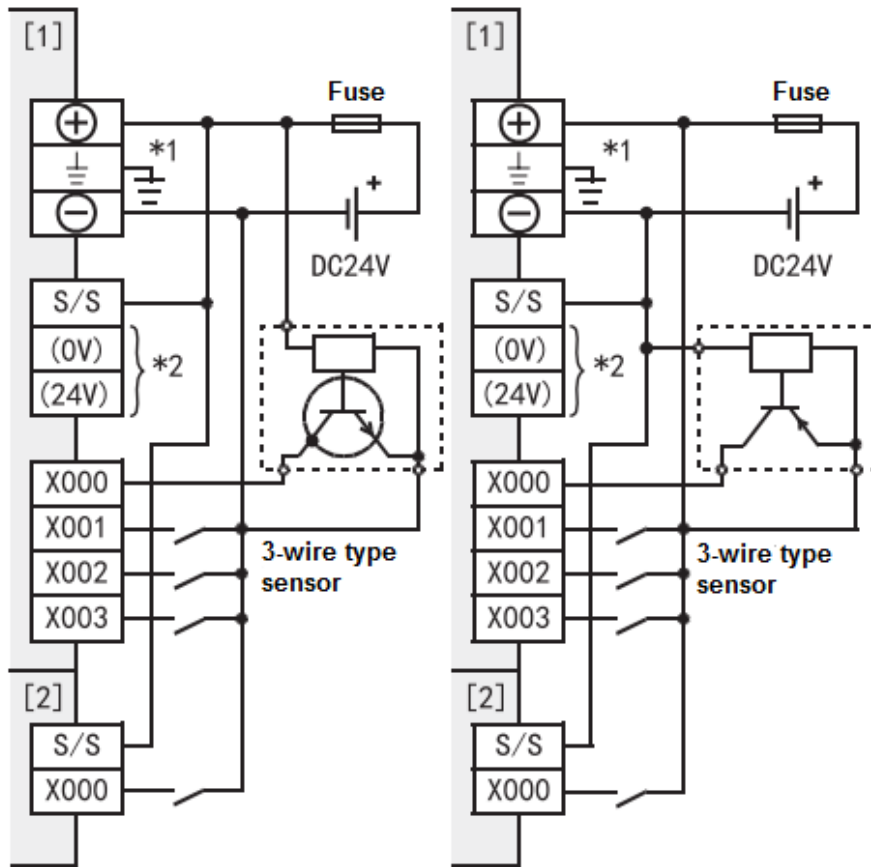 [1]
Fuse
+
*1
−
+
DC24V
S/S
(0V)
(24V)
*2
X000
X001
X002
X003
3-wire type
sensor
[2]
S/S
X000
[1]
Fuse
+
*1
−
+
DC24V
S/S
(0V)
(24V)
*2
X000
X001
X002
X003
3-wire type
sensor
[2]
S/S
X000